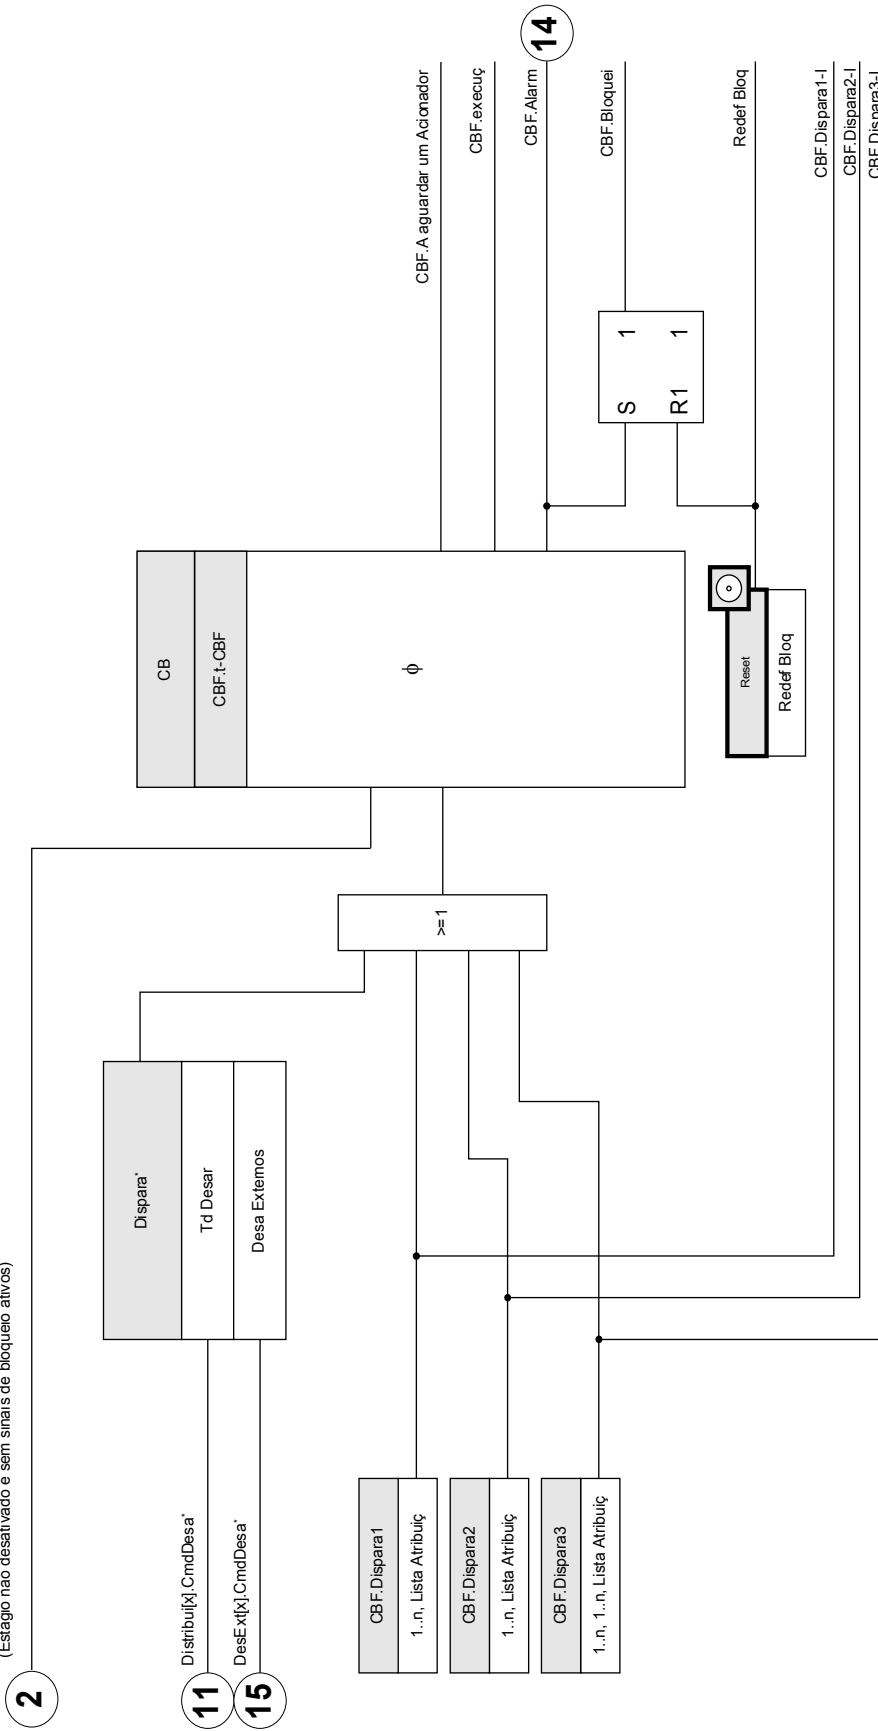 (Estágio não desativado e sem sinais de bloqueio ativos)
2
Distribui[x].CmdDesa*
11
DesExt[x].CmdDesa*
15
Dispara*
Td Desar
Desa Externos
CBF.Dispara1
1..n, Lista Atribuiç
CBF.Dispara2
1..n, Lista Atribuiç
CBF.Dispara3
1..n, 1..n, Lista Atribuiç
>=1
CB
CBF.t-CBF
ϕ
Reset
Redef Bloq
S 1
R1 1
CBF.A aguardar um Acionador
CBF.execuç
CBF.Alarm
14
CBF.Bloquei
Redef Bloq
CBF.Dispara1-I
CBF.Dispara2-I
CBF.Dispara3-I